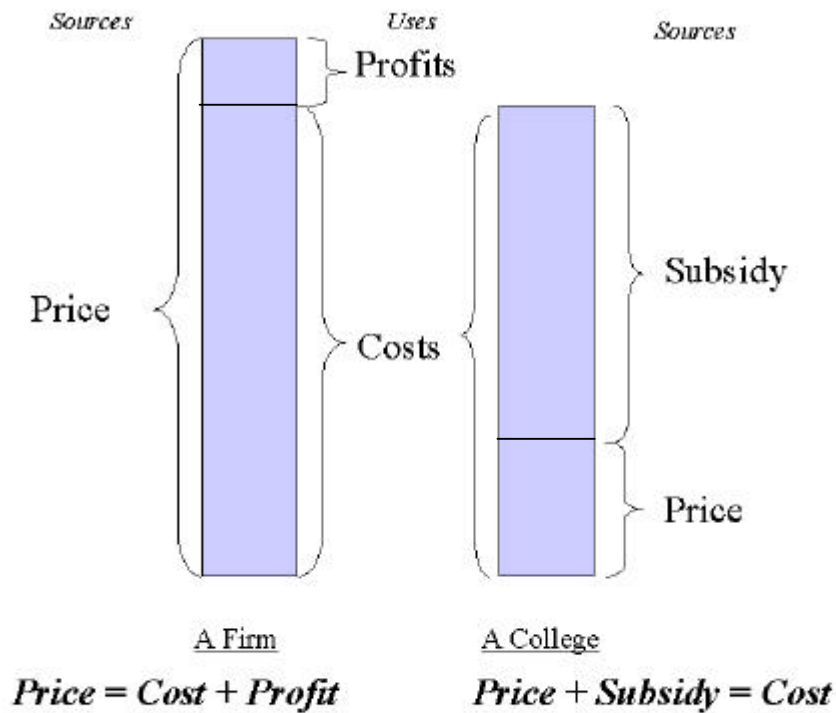 Sources
Uses
Sources
Profits
Subsidy
Price
Costs
Price
A Firm
A College
Price = Cost + Profit
Price + Subsidy = Cost